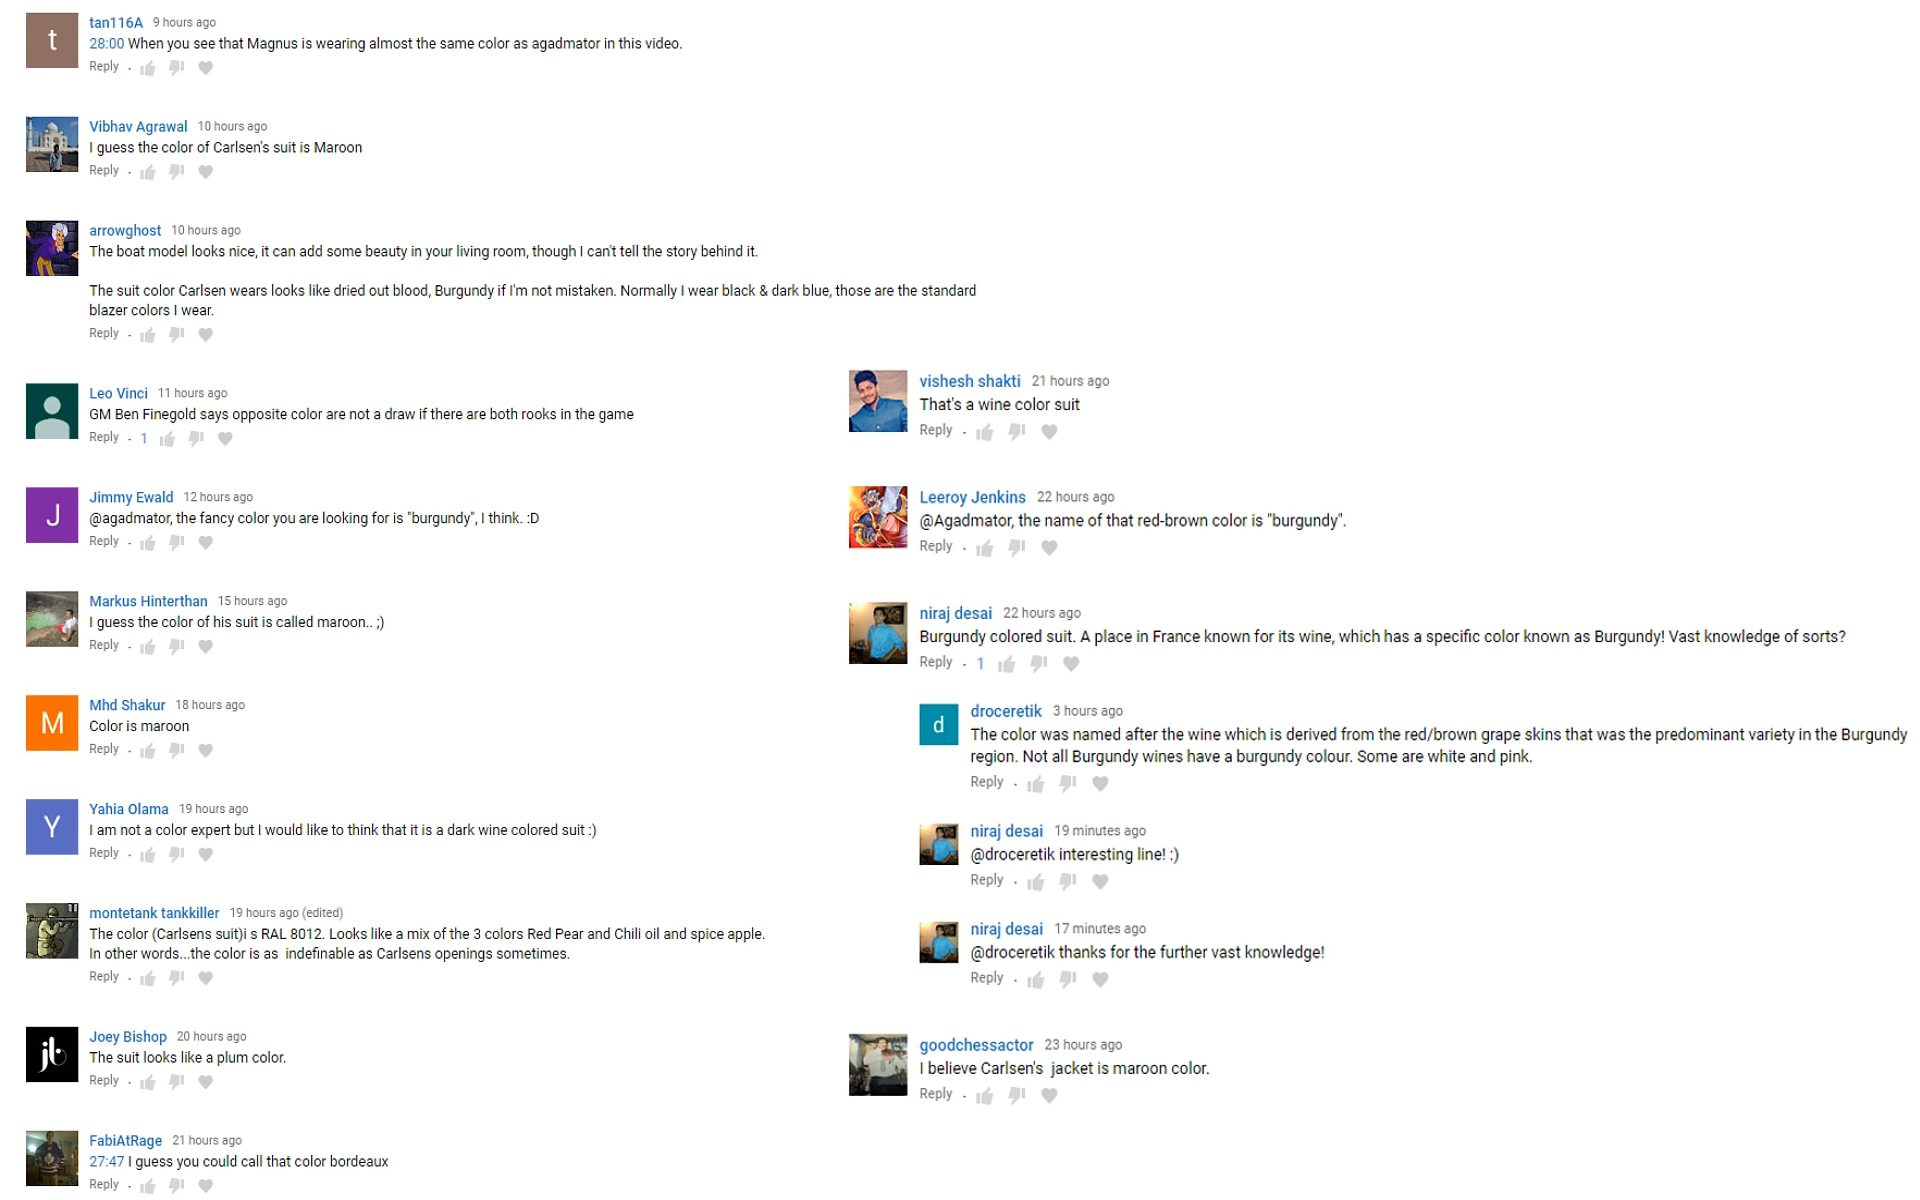 t
tan116A 9 hours ago
28:00 When you see that Magnus is wearing almost the same color as agadmator in this video.
Reply
Vibhav Agrawal 10 hours ago
I guess the color of Carlsen's suit is Maroon
Reply
arrowghost 10 hours ago
The boat model looks nice, it can add some beauty in your living room, though I can't tell the story behind it.
The suit color Carlsen wears looks like dried out blood, Burgundy if I'm not mistaken. Normally I wear black & dark blue, those are the standard
blazer colors I wear.
Reply
Leo Vinci 11 hours ago
GM Ben Finegold says opposite color are not a draw if there are both rooks in the game
Reply · 1
J
Jimmy Ewald 12 hours ago
@agadmator, the fancy color you are looking for is "burgundy", I think. :D
Reply
Markus Hinterthan 15 hours ago
I guess the color of his suit is called maroon.. ;)
Reply
M
Mhd Shakur 18 hours ago
Color is maroon
Reply
Y
Yahia Olama 19 hours ago
I am not a color expert but I would like to think that it is a dark wine colored suit :)
Reply
montetank tankkiller 19 hours ago (edited)
The color (Carlsens suit)i s RAL 8012. Looks like a mix of the 3 colors Red Pear and Chili oil and spice apple.
In other words...the color is as  indefinable as Carlsens openings sometimes.
Reply
jb
Joey Bishop 20 hours ago
The suit looks like a plum color.
Reply
FabiAtRage 21 hours ago
27:47 I guess you could call that color bordeaux
Reply
vishesh shakti 21 hours ago
That's a wine color suit
Reply
Leeroy Jenkins 22 hours ago
@Agadmator, the name of that red-brown color is "burgundy".
Reply
niraj desai 22 hours ago
Burgundy colored suit. A place in France known for its wine, which has a specific color known as Burgundy! Vast knowledge of sorts?
Reply · 1
d
droceretik 3 hours ago
The color was named after the wine which is derived from the red/brown grape skins that was the predominant variety in the Burgundy
region. Not all Burgundy wines have a burgundy colour. Some are white and pink.
Reply
niraj desai 19 minutes ago
@droceretik interesting line! :)
Reply
niraj desai 17 minutes ago
@droceretik thanks for the further vast knowledge!
Reply
goodchessactor 23 hours ago
I believe Carlsen's  jacket is maroon color.
Reply